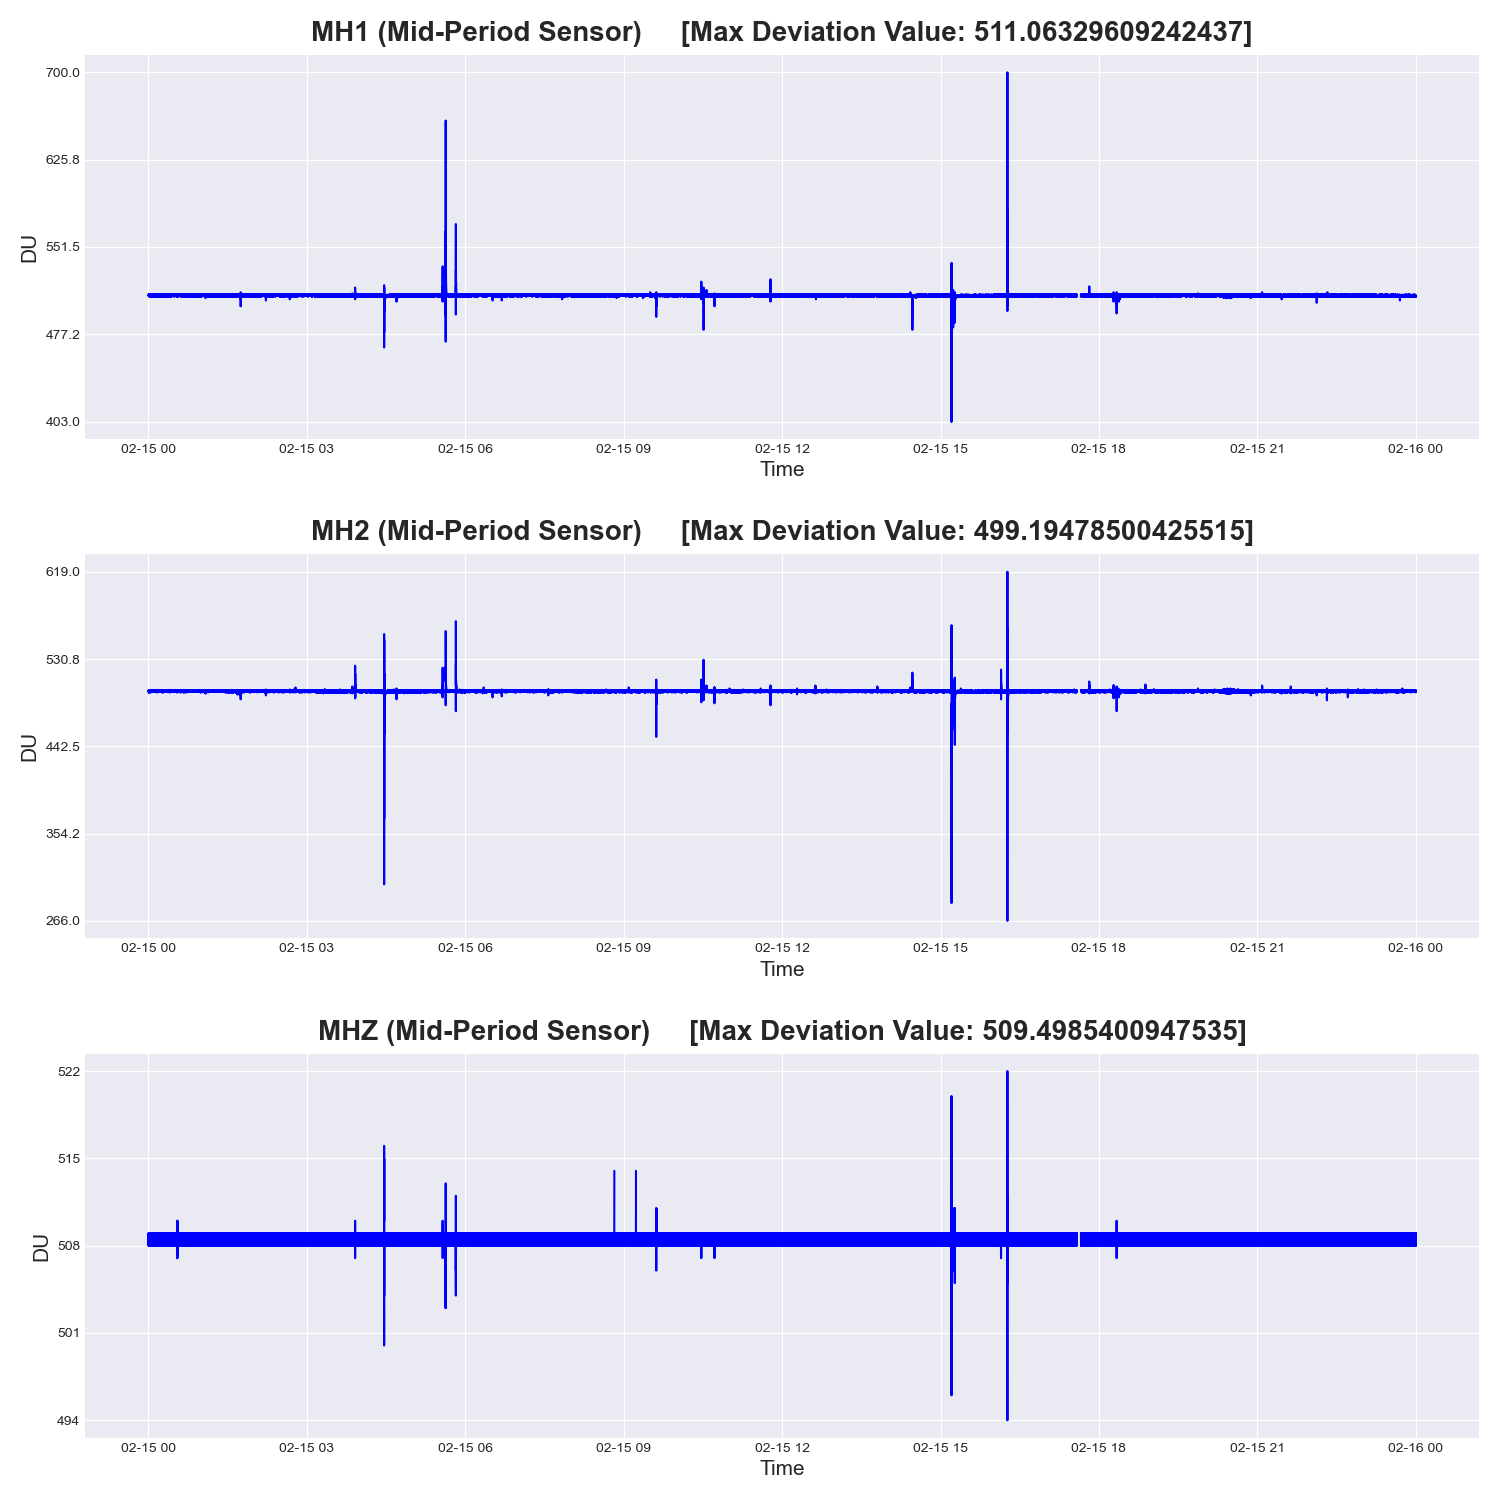 MH1 (Mid-Period Sensor) [Max Deviation Value: 511.06329609242437]
700.0
625.8
551.5
477.2
403.0
DU
02-15 00 02-15 03 02-15 06 02-15 09 02-15 12 02-15 15 02-15 18 02-15 21 02-16 00
Time
MH2 (Mid-Period Sensor) [Max Deviation Value: 499.19478500425515]
619.0
530.8
442.5
354.2
266.0
DU
02-15 00 02-15 03 02-15 06 02-15 09 02-15 12 02-15 15 02-15 18 02-15 21 02-16 00
Time
MHZ (Mid-Period Sensor) [Max Deviation Value: 509.4985400947535]
522
515
508
501
494
DU
02-15 00 02-15 03 02-15 06 02-15 09 02-15 12 02-15 15 02-15 18 02-15 21 02-16 00
Time